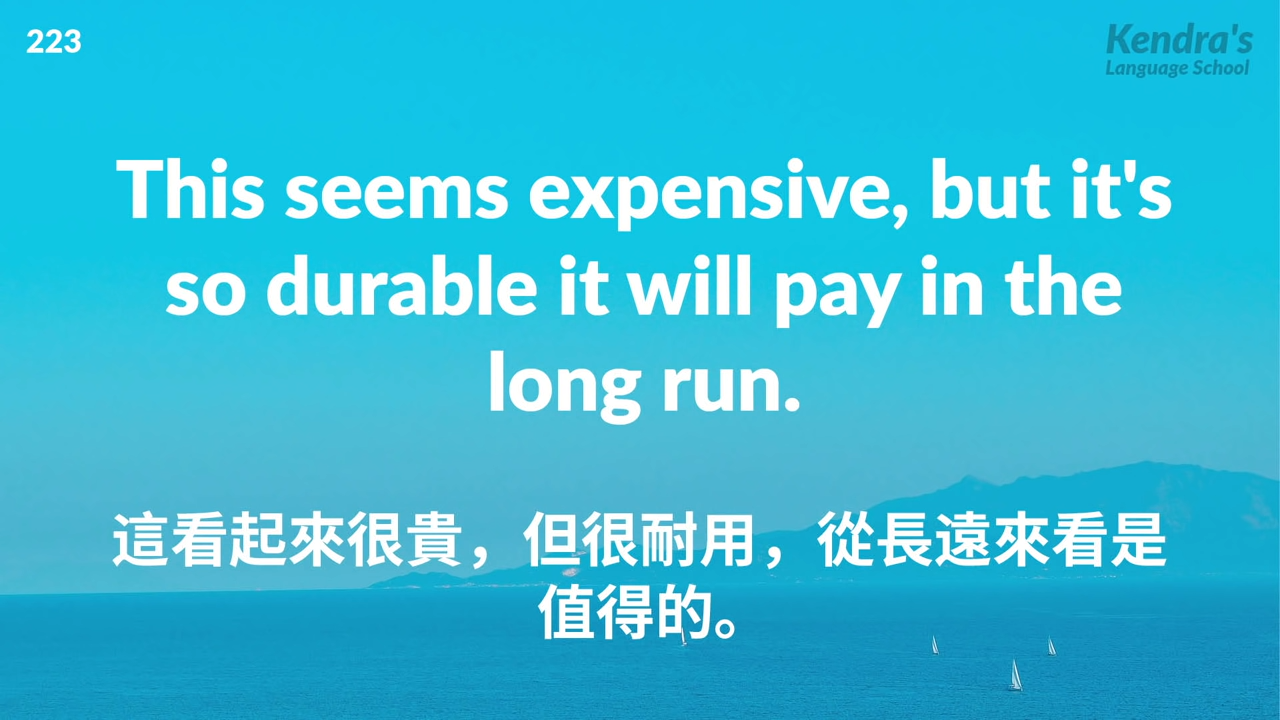 223
Kendra's
Language School
This seems expensive, but it's
so durable it will pay in the
long run.
這看起來很貴，但很耐用，從長遠來看是
值得的。